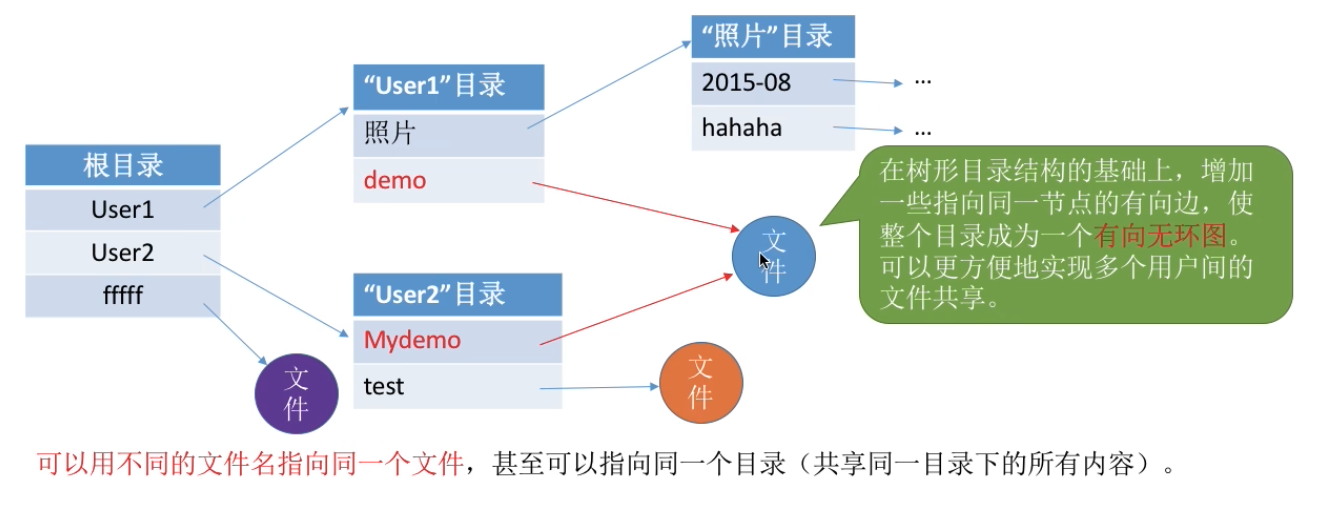 根目录
User1
User2
fffff
文
件
“User1”目录
照片
demo
“User2”目录
Mydemo
test
“照片”目录
2015-08
...
hahaha
...
文
件
文
件
在树形目录结构的基础上，增加
一些指向同一节点的有向边，使
整个目录成为一个有向无环图。
可以更方便地实现多个用户间的
文件共享。
可以用不同的文件名指向同一个文件，甚至可以指向同一个目录（共享同一目录下的所有内容）。